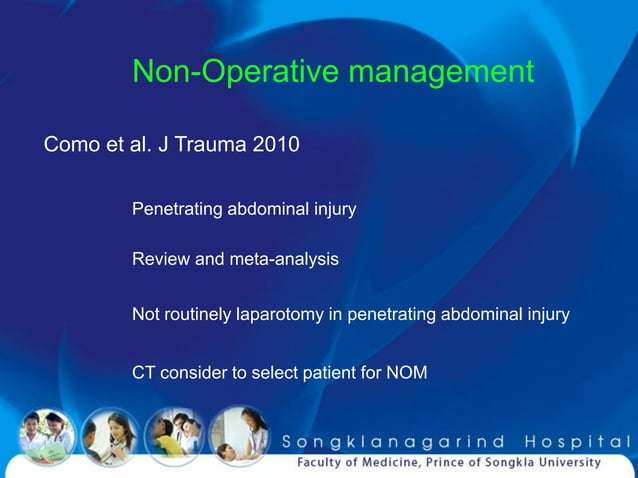 Non-Operative management
Como et al. J Trauma 2010
Penetrating abdominal injury
Review and meta-analysis
Not routinely laparotomy in penetrating abdominal injury
CT consider to select patient for NOM
Songklanagarind Hospital
Faculty of Medicine, Prince of Songkla University